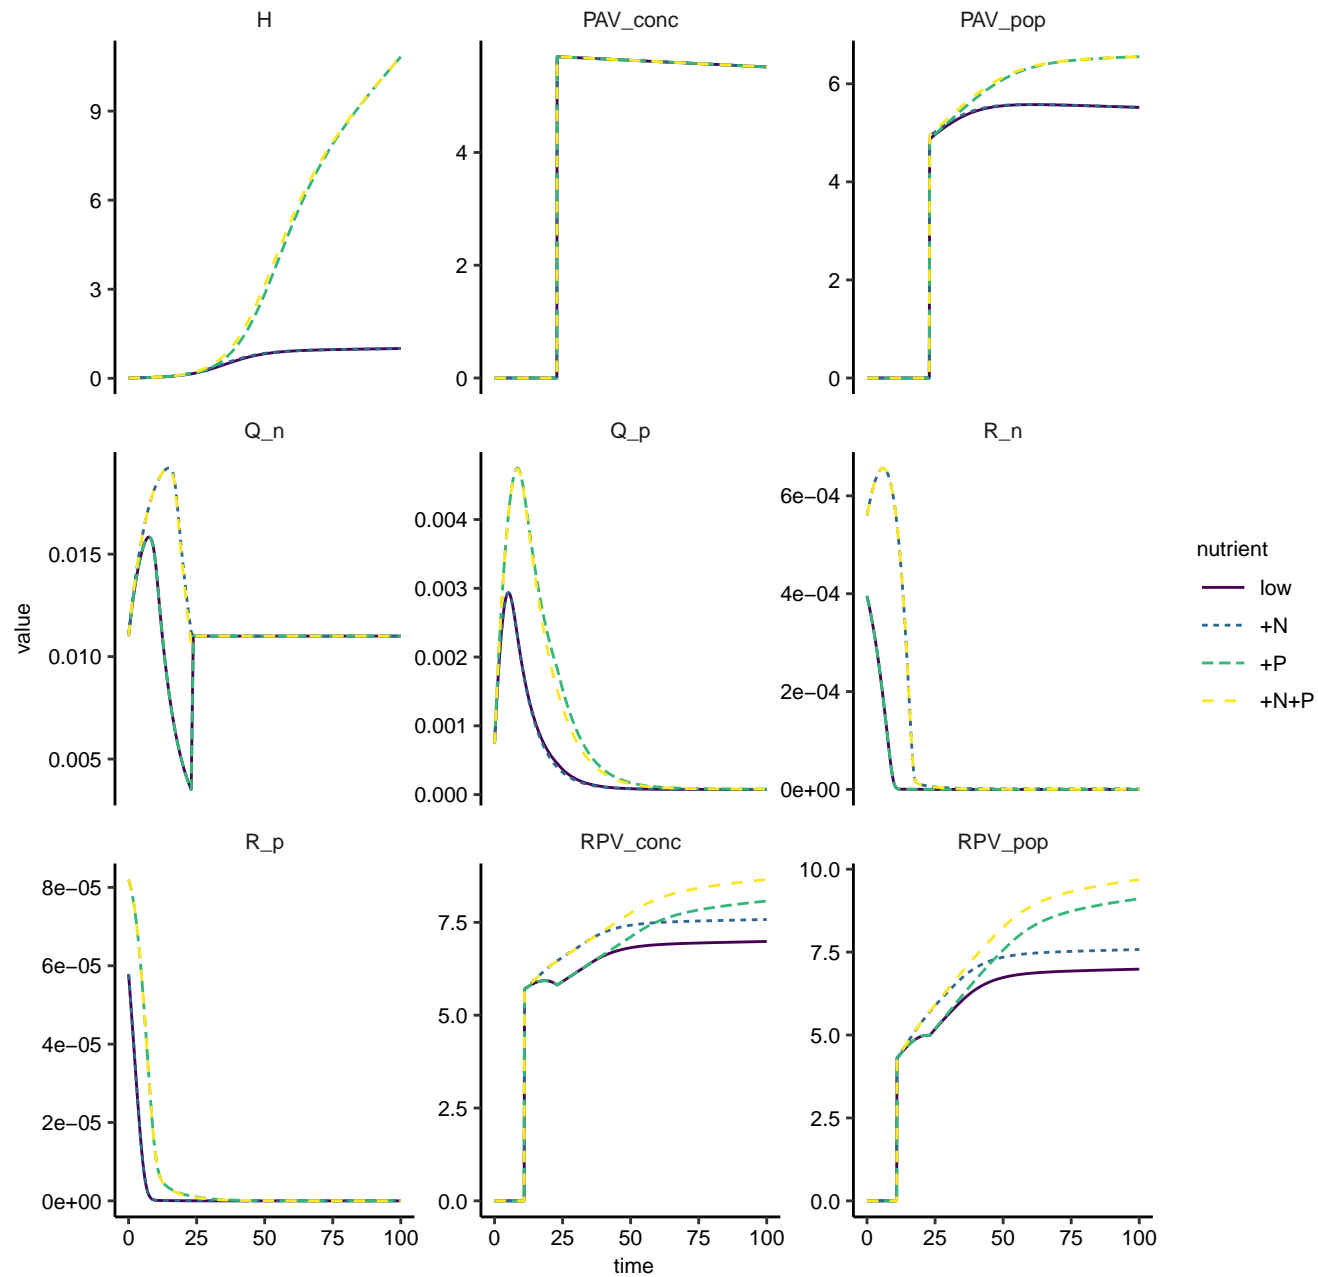 H
PAV_conc
PAV_pop
9
6
3
0
4
2
0
6
4
2
0
Q_n
Q_p
R_n
0.015
0.010
0.005
0.004
0.003
0.002
0.001
0.000
6e−04
4e−04
2e−04
0e+00
R_p
RPV_conc
RPV_pop
8e−05
6e−05
4e−05
2e−05
0e+00
7.5
5.0
2.5
0.0
10.0
7.5
5.0
2.5
0.0
0 25 50 75 100
0 25 50 75 100
0 25 50 75 100
time
value
nutrient
low
+N
+P
+N+P